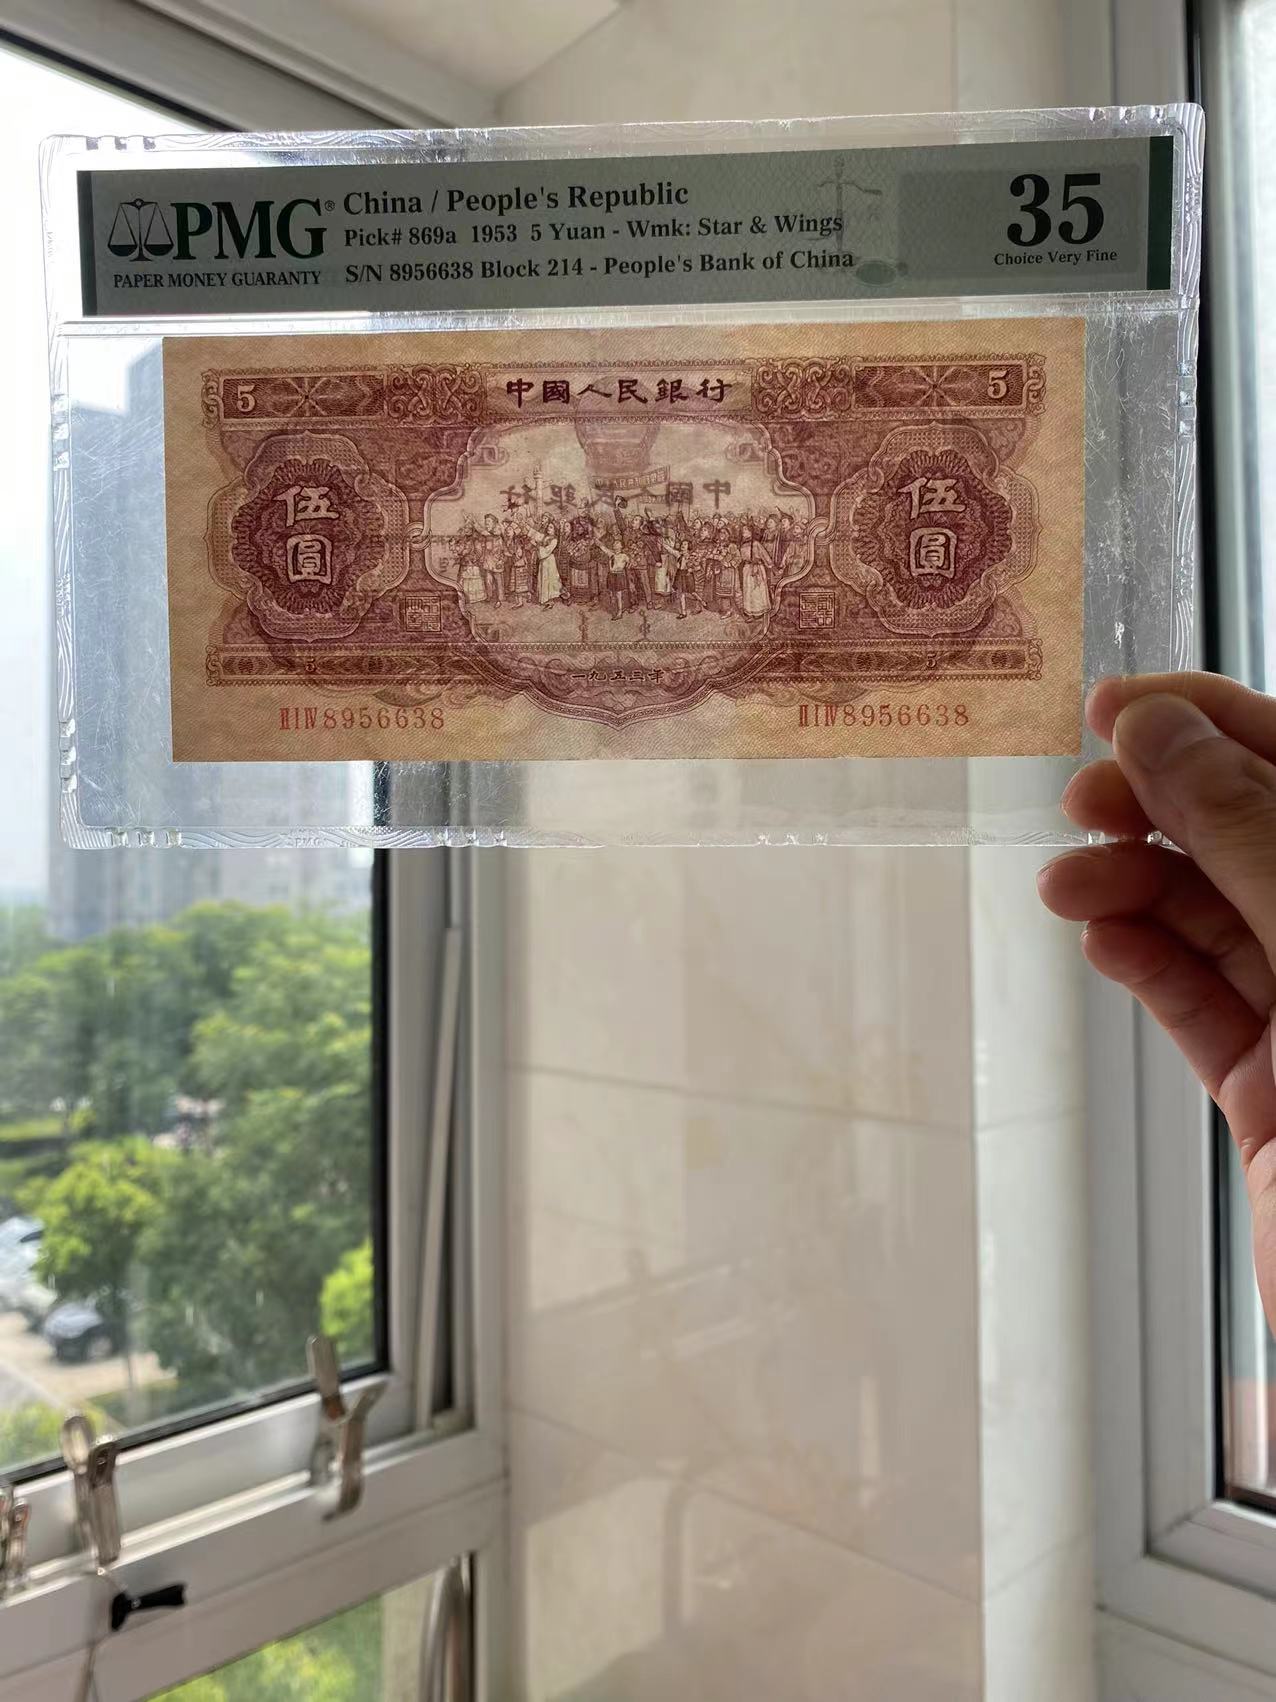 PMG®
PAPER MONEY GUARANTY
China / People's Republic
Pick# 869a 1953 5 Yuan - Wmk: Star & Wings
S/N 8956638 Block 214 - People's Bank of China
35
Choice Very Fine
5 中國人民銀行 5
伍圓 伍圓
5 一九五三年 5
ⅡⅠⅣ8956638 ⅡⅠⅣ8956638